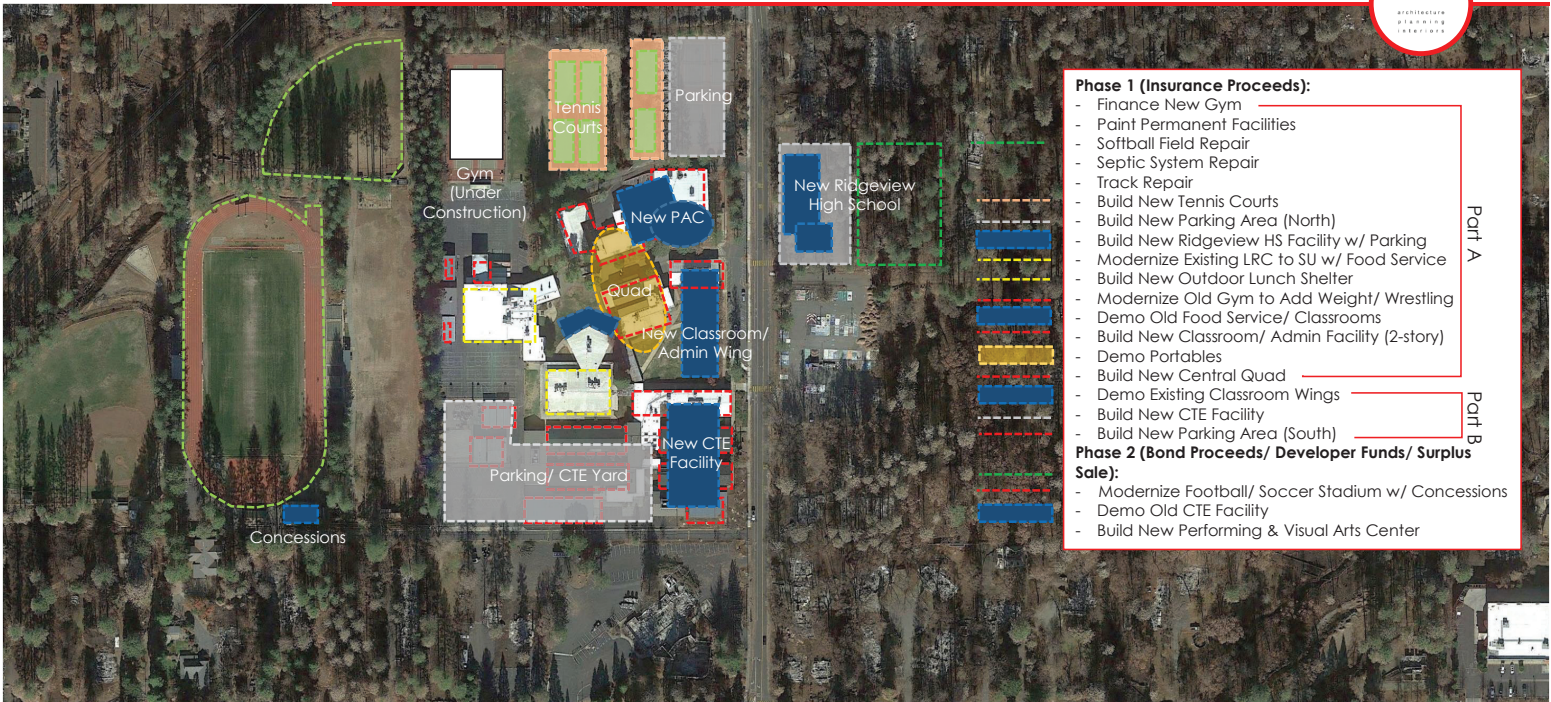 architecture
planning
interiors
Tennis
Courts
Parking
Gym
(Under
Construction)
New PAC
New Ridgeview
High School
Quad
New Classroom/
Admin Wing
New CTE
Facility
Parking/ CTE Yard
Concessions
Phase 1 (Insurance Proceeds):
- Finance New Gym
- Paint Permanent Facilities
- Softball Field Repair
- Septic System Repair
- Track Repair
- Build New Tennis Courts
- Build New Parking Area (North)
- Build New Ridgeview HS Facility w/ Parking
- Modernize Existing LRC to SU w/ Food Service
- Build New Outdoor Lunch Shelter
- Modernize Old Gym to Add Weight/ Wrestling
- Demo Old Food Service/ Classrooms
- Build New Classroom/ Admin Facility (2-story)
- Demo Portables
- Build New Central Quad
- Demo Existing Classroom Wings
- Build New CTE Facility
- Build New Parking Area (South)
Part A
Part B
Phase 2 (Bond Proceeds/ Developer Funds/ Surplus
Sale):
- Modernize Football/ Soccer Stadium w/ Concessions
- Demo Old CTE Facility
- Build New Performing & Visual Arts Center